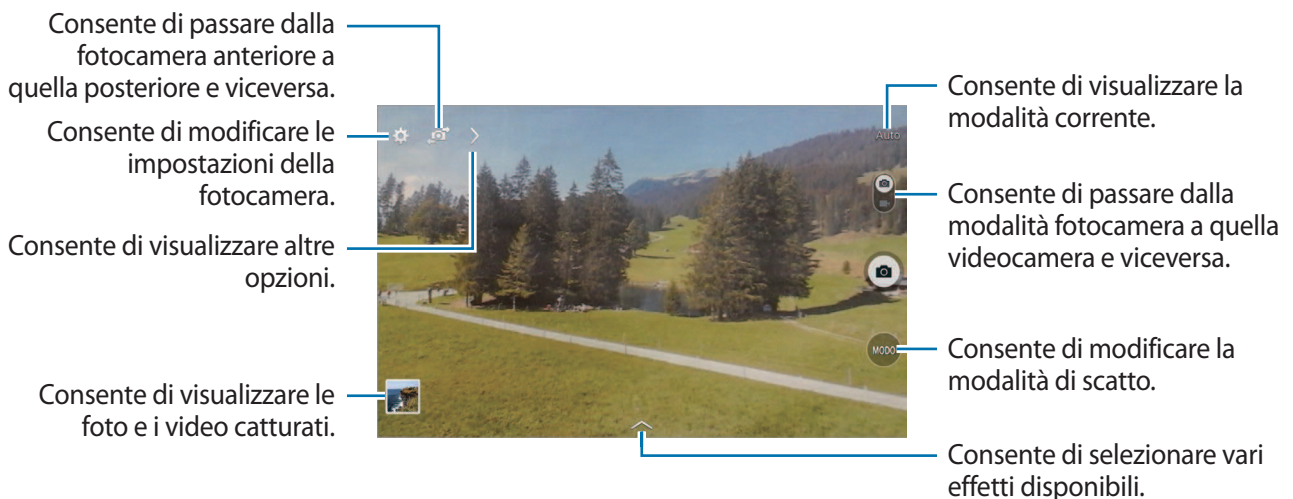 Consente di passare dalla
fotocamera anteriore a
quella posteriore e viceversa.
Consente di modificare le
impostazioni della
fotocamera.
Consente di visualizzare altre
opzioni.
Consente di visualizzare le
foto e i video catturati.
Auto
MODO
Consente di visualizzare la
modalità corrente.
Consente di passare dalla
modalità fotocamera a quella
videocamera e viceversa.
Consente di modificare la
modalità di scatto.
Consente di selezionare vari
effetti disponibili.